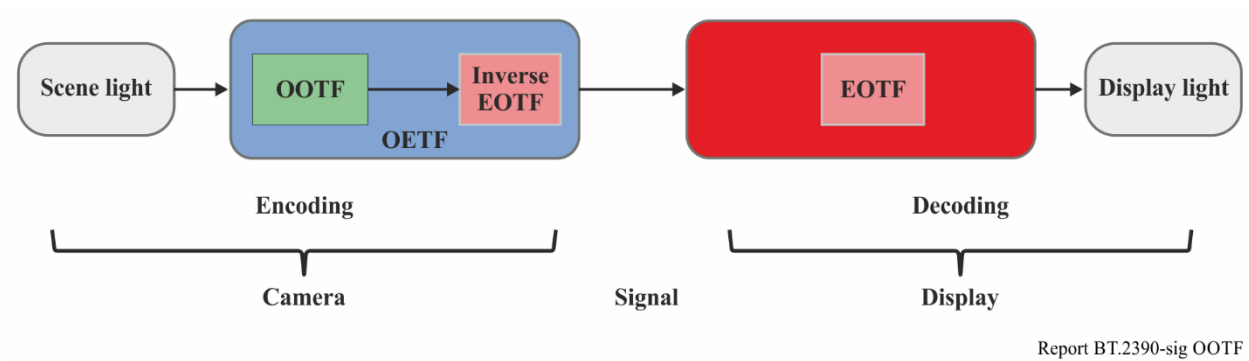 Scene light
OOTF
Inverse
EOTF
OETF
EOTF
Display light
Encoding
Decoding
Camera
Signal
Display
Report BT.2390-sig OOTF